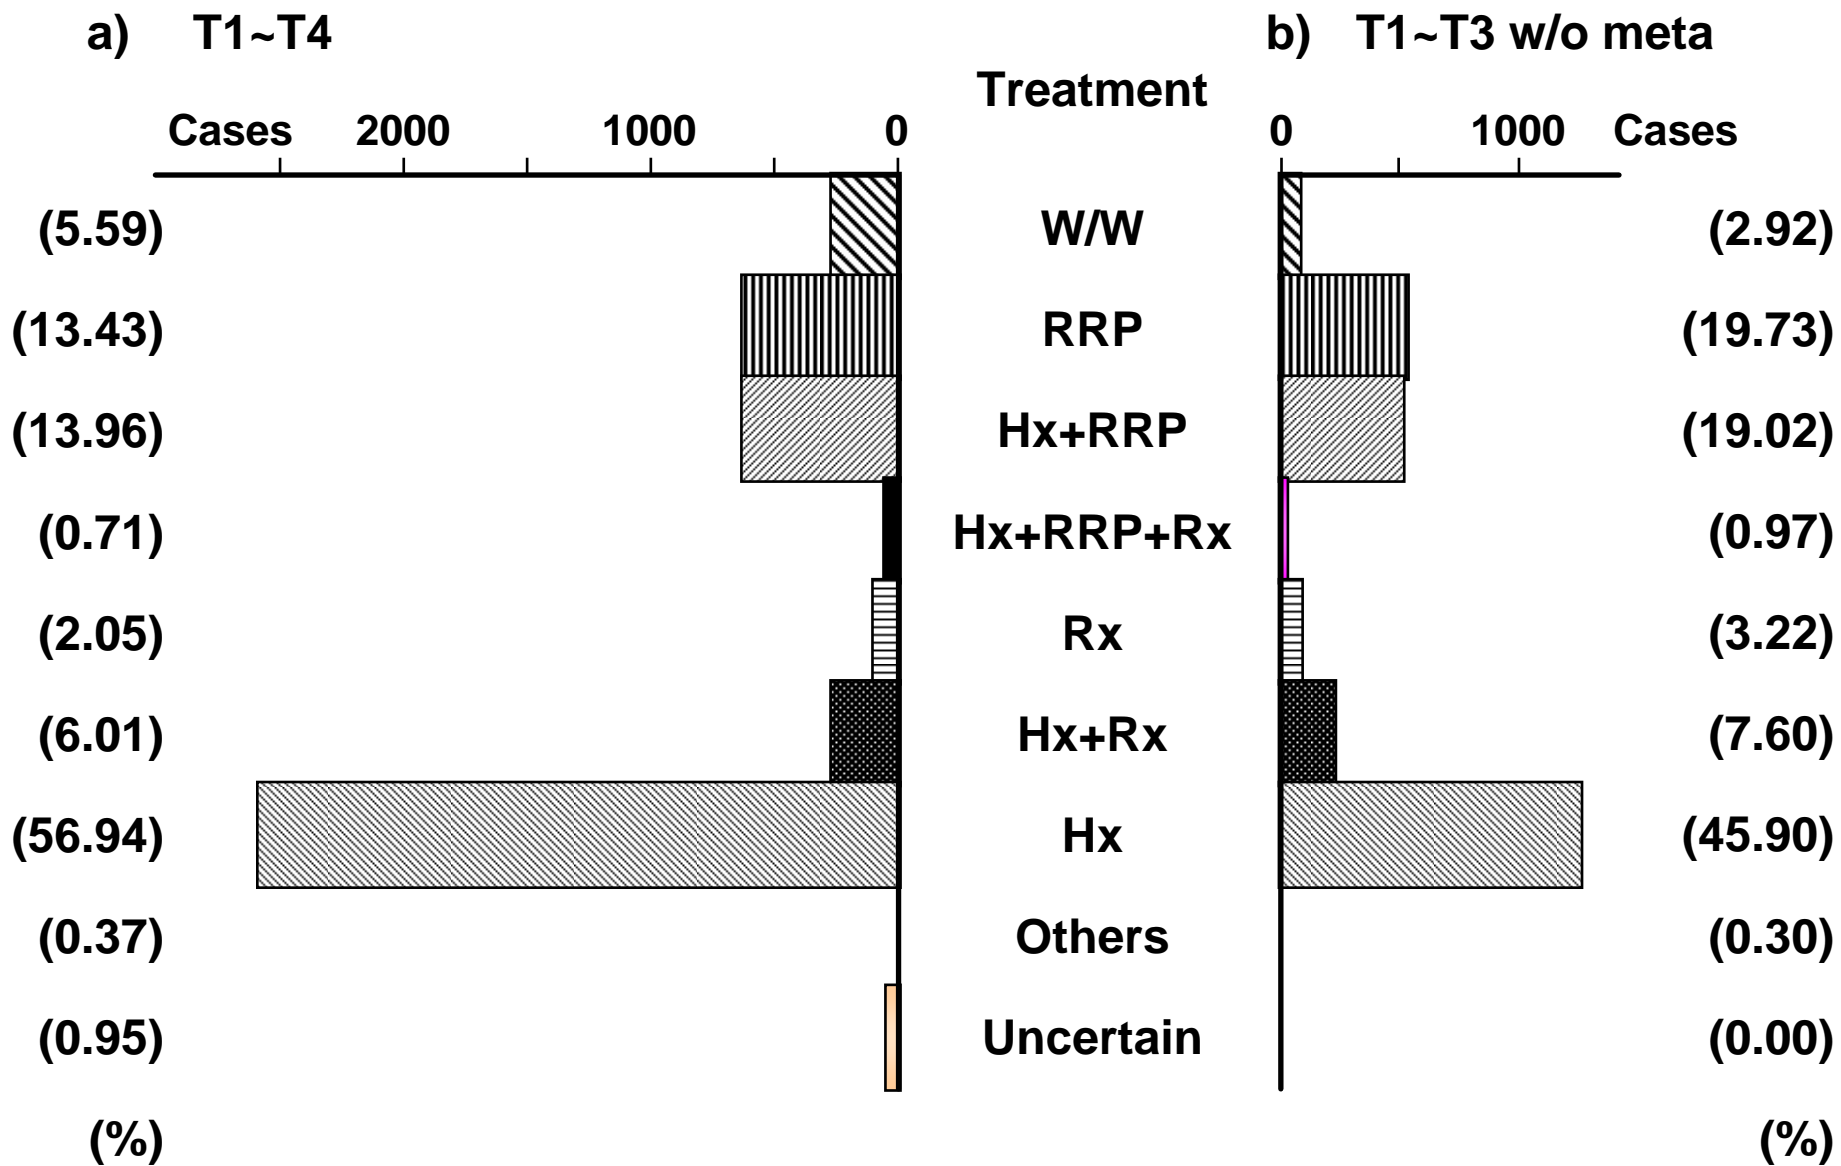 a) T1~T4 b) T1~T3 w/o meta
Treatment
Cases 2000 1000 0 0 1000 Cases
(5.59) W/W (2.92)
(13.43) RRP (19.73)
(13.96) Hx+RRP (19.02)
(0.71) Hx+RRP+Rx (0.97)
(2.05) Rx (3.22)
(6.01) Hx+Rx (7.60)
(56.94) Hx (45.90)
(0.37) Others (0.30)
(0.95) Uncertain (0.00)
(%) (%)